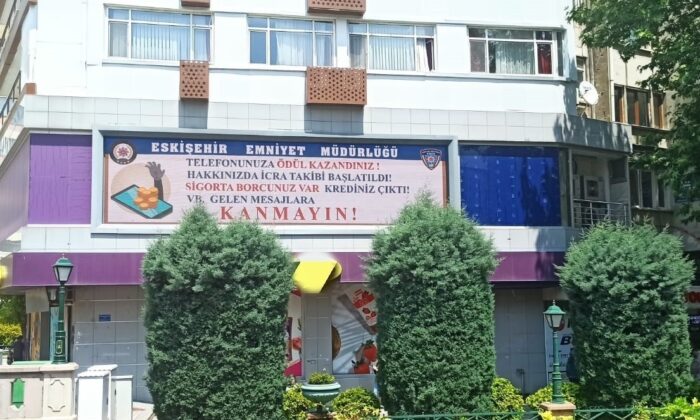 ESKİŞEHİR EMNİYET MÜDÜRLÜĞÜ
TELEFONUNUZA ÖDÜL KAZANDINIZ !
HAKKINIZDA İCRA TAKİBİ BAŞLATILDI!
SİGORTA BORCUNUZ VAR KREDİNİZ ÇIKTI!
VB. GELEN MESAJLARA
KANMAYIN!